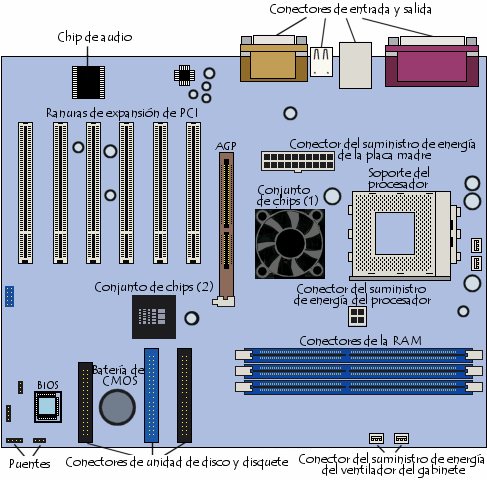 Conectores de entrada y salida
Chip de audio
Ranuras de expansión de PCI
AGP
Conector del suministro de energía
de la placa madre
Soporte del
procesador
Conjunto
de chips (1)
Conjunto de chips (2)
Conector del suministro
de energía del procesador
Conectores de la RAM
Batería de
CMOS
BIOS
Puentes
Conectores de unidad de disco y disquete
Conector del suministro de energía
del ventilador del gabinete